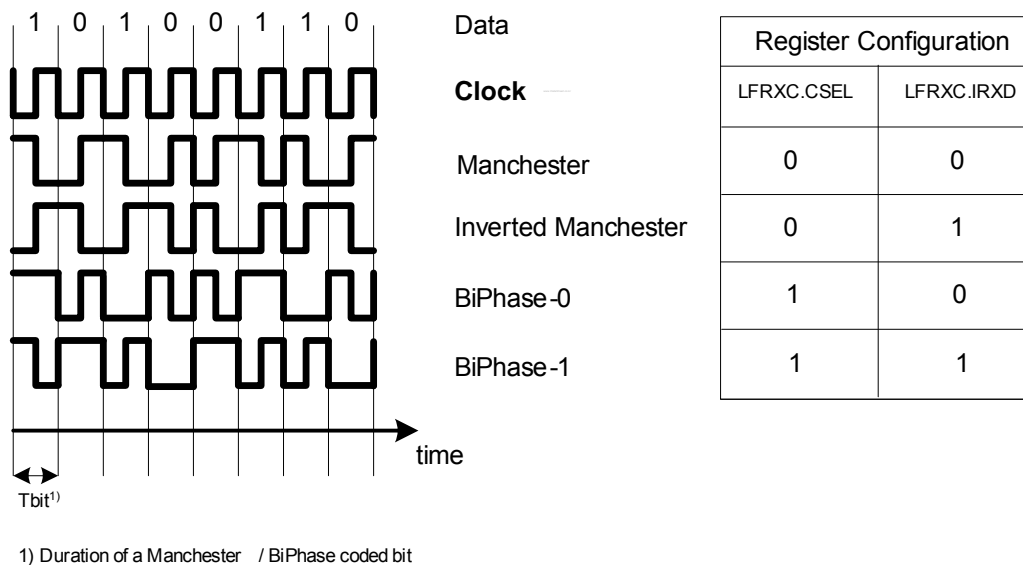 1 0 1 0 0 1 1 0
Data
Clock
Manchester
Inverted Manchester
BiPhase-0
BiPhase-1
time
Tbit1)
1) Duration of a Manchester / BiPhase coded bit
Register Configuration
LFRXC.CSEL LFRXC.IRXD
0 0
0 1
1 0
1 1